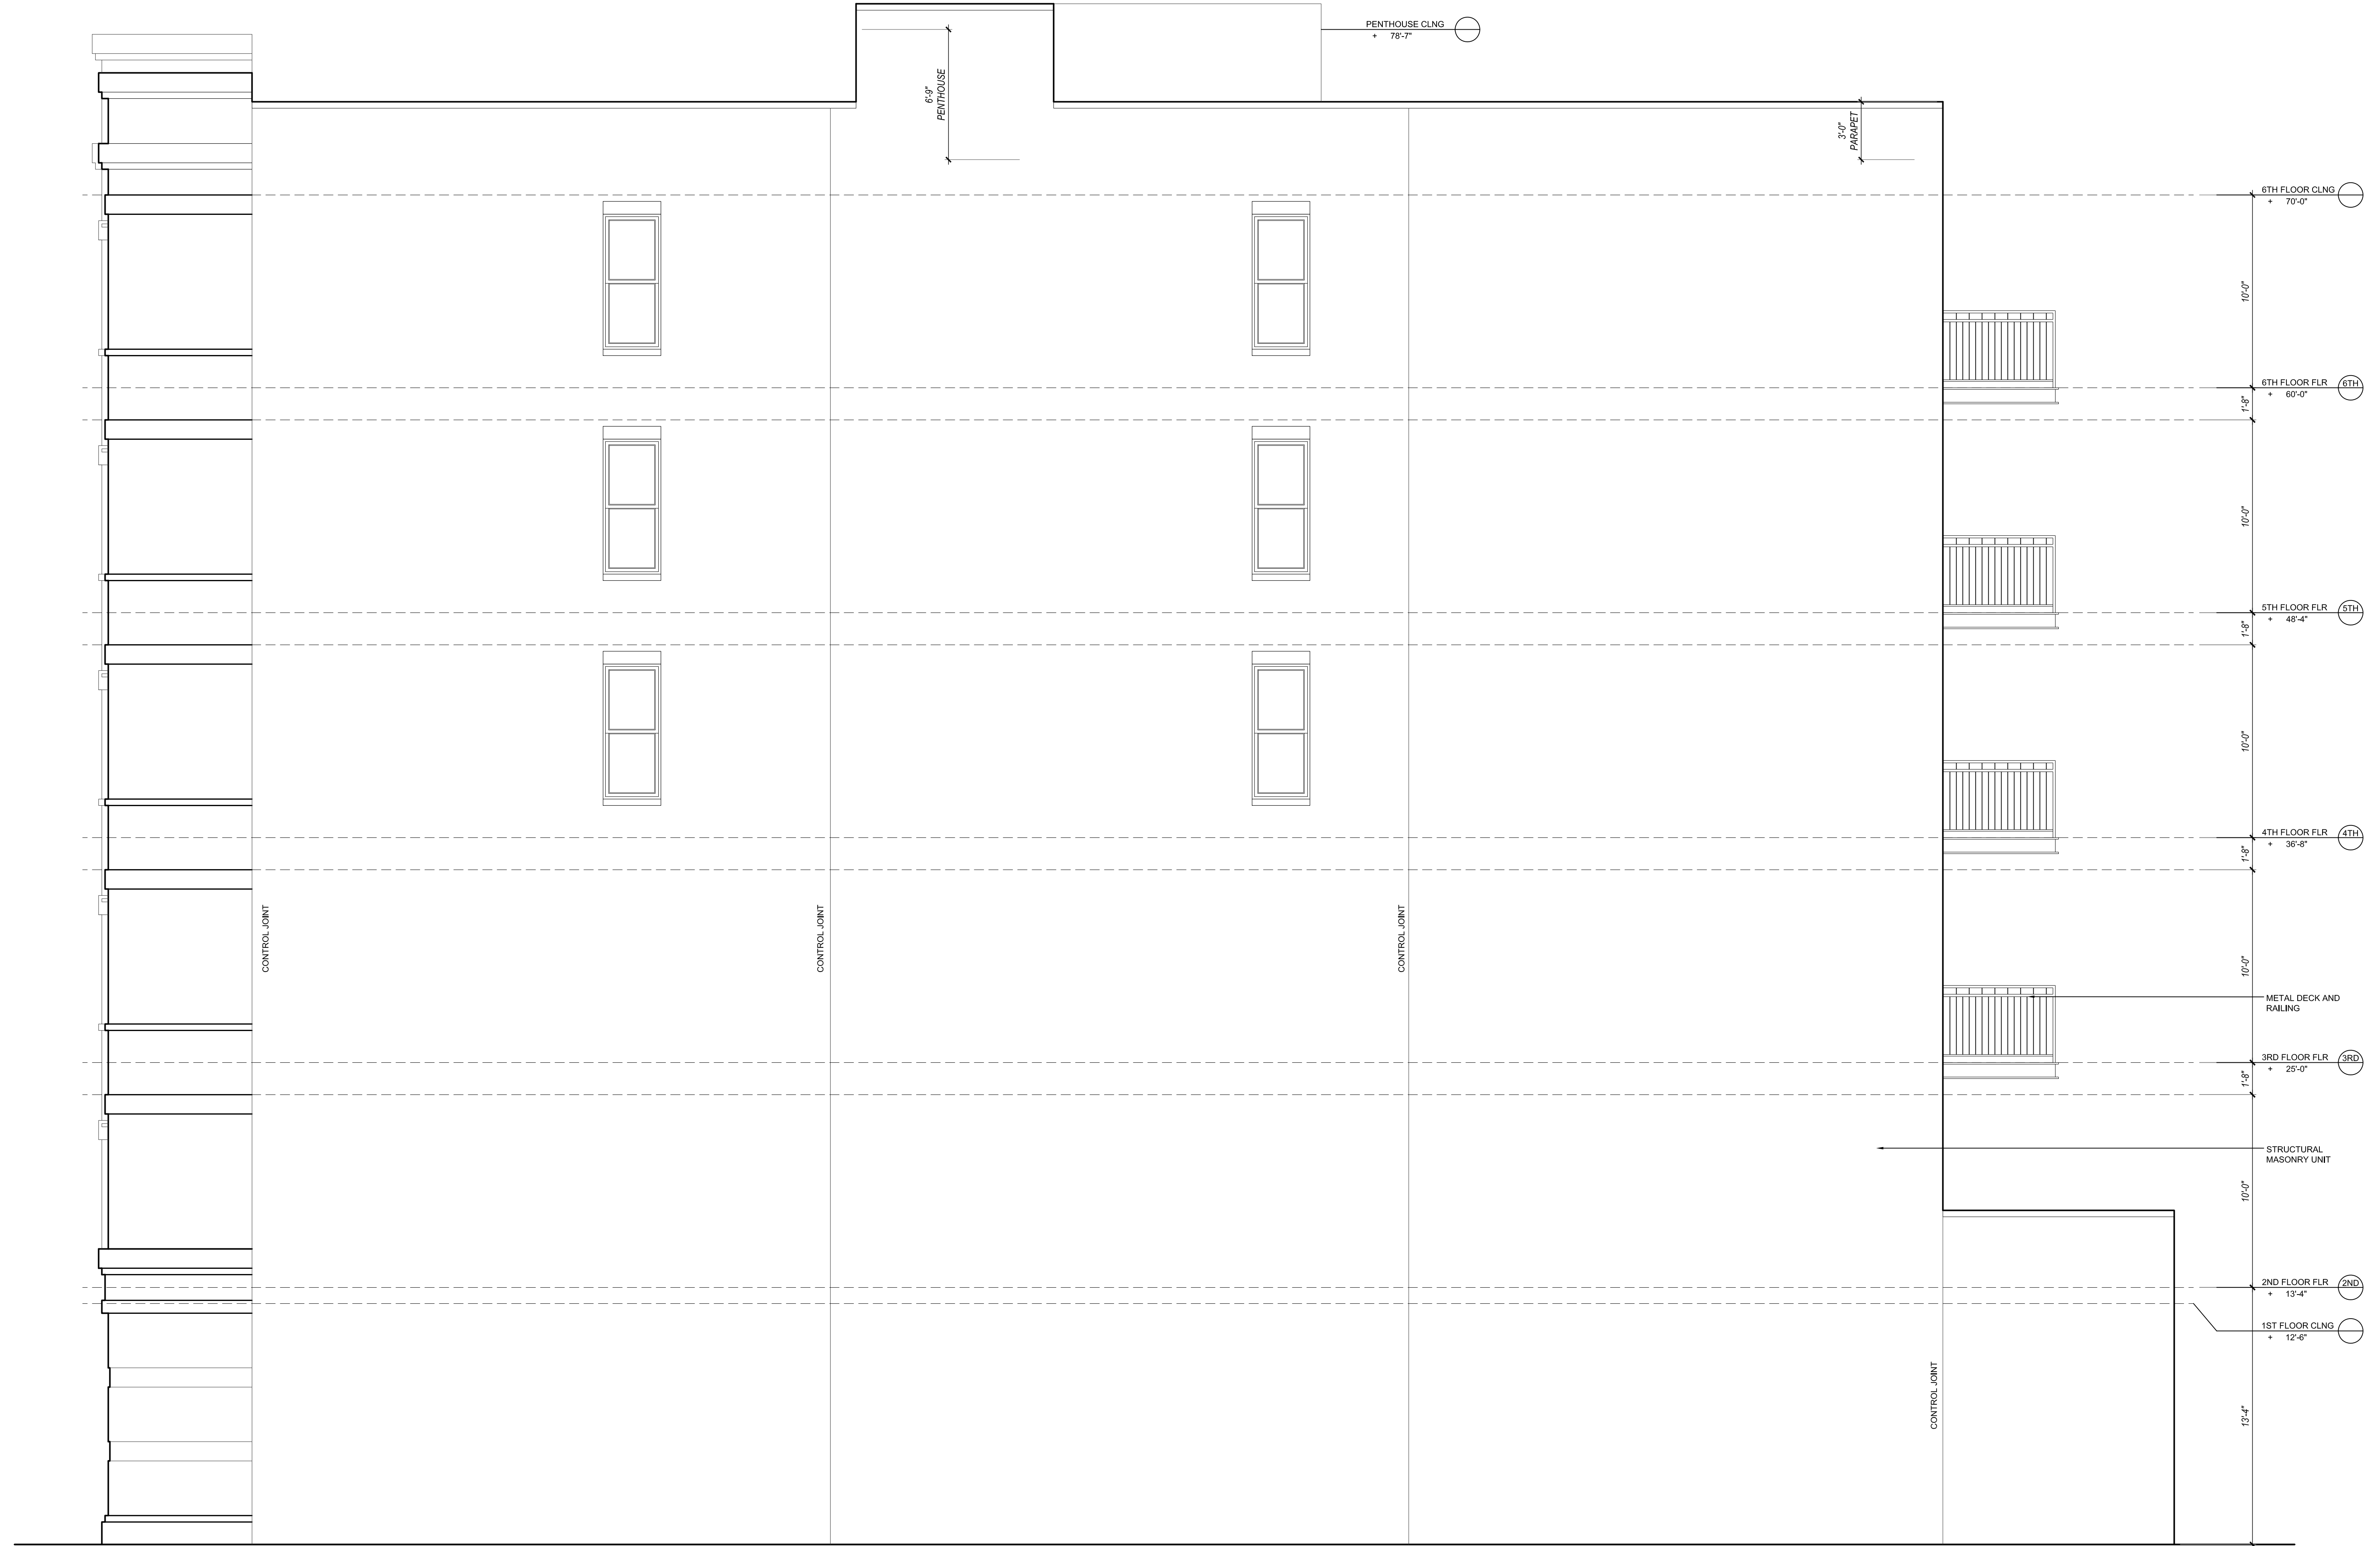 PENTHOUSE CLNG
+ 78'-7"
6'-9"
PENTHOUSE
3'-0"
PARAPET
6TH FLOOR CLNG
+ 70'-0"
10'-0"
6TH FLOOR FLR 6TH
+ 60'-0"
1'-8"
10'-0"
5TH FLOOR FLR 5TH
+ 48'-4"
1'-8"
10'-0"
4TH FLOOR FLR 4TH
+ 36'-8"
1'-8"
CONTROL JOINT
CONTROL JOINT
CONTROL JOINT
10'-0"
METAL DECK AND
RAILING
3RD FLOOR FLR 3RD
+ 25'-0"
1'-8"
STRUCTURAL
MASONRY UNIT
10'-0"
2ND FLOOR FLR 2ND
+ 13'-4"
1ST FLOOR CLNG
+ 12'-6"
CONTROL JOINT
13'-4"